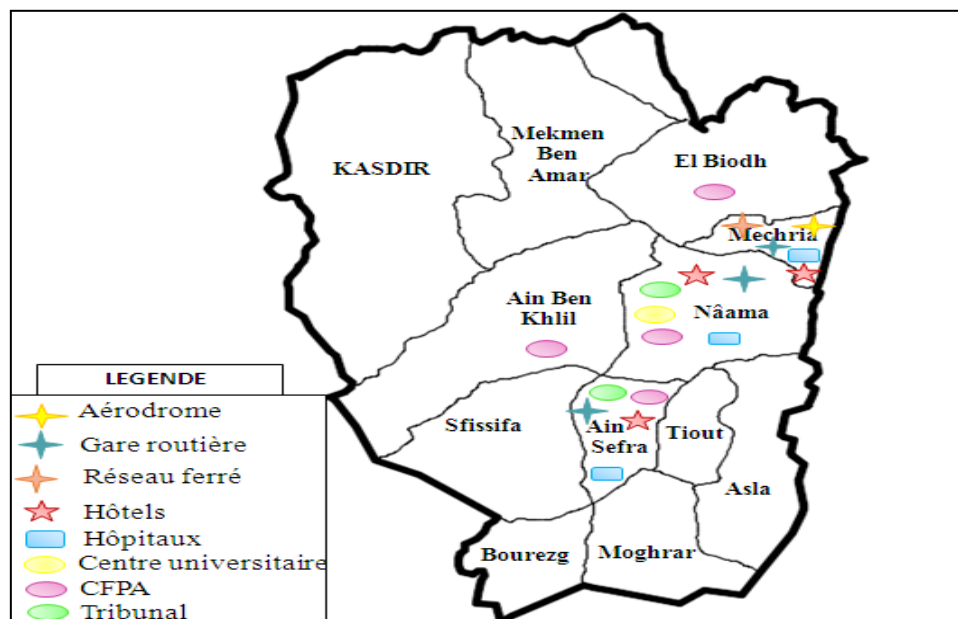 Mekmen
Ben
Amar
KASDIR
El Biodh
Mechria
Ain Ben
Khlil
Nâama
Sfissifa
Ain
Sefra
Tiout
Asla
Bourezg
Moghrar
LEGENDE
Aérodrome
Gare routière
Réseau ferré
Hôtels
Hôpitaux
Centre universitaire
CFPA
Tribunal